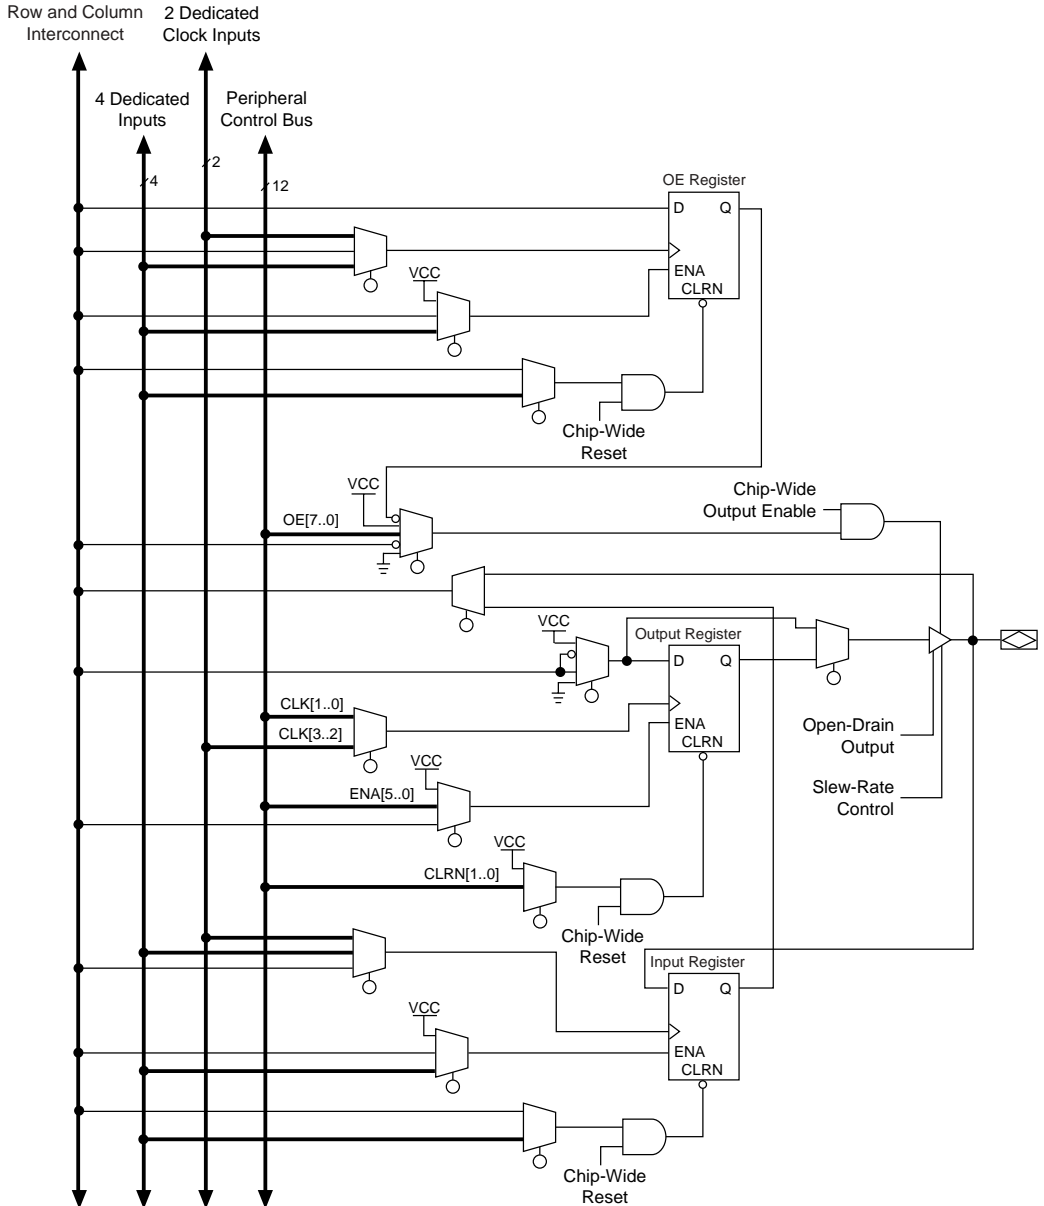 Row and Column
Interconnect
2 Dedicated
Clock Inputs
4 Dedicated
Inputs
Peripheral
Control Bus
2
4
12
OE Register
D Q
ENA
CLRN
VCC
Chip-Wide
Reset
VCC
OE[7..0]
Chip-Wide
Output Enable
VCC
Output Register
D Q
ENA
CLRN
CLK[1..0]
CLK[3..2]
Open-Drain
Output
VCC
ENA[5..0]
Slew-Rate
Control
VCC
CLRN[1..0]
Chip-Wide
Reset
Input Register
D Q
ENA
CLRN
VCC
Chip-Wide
Reset